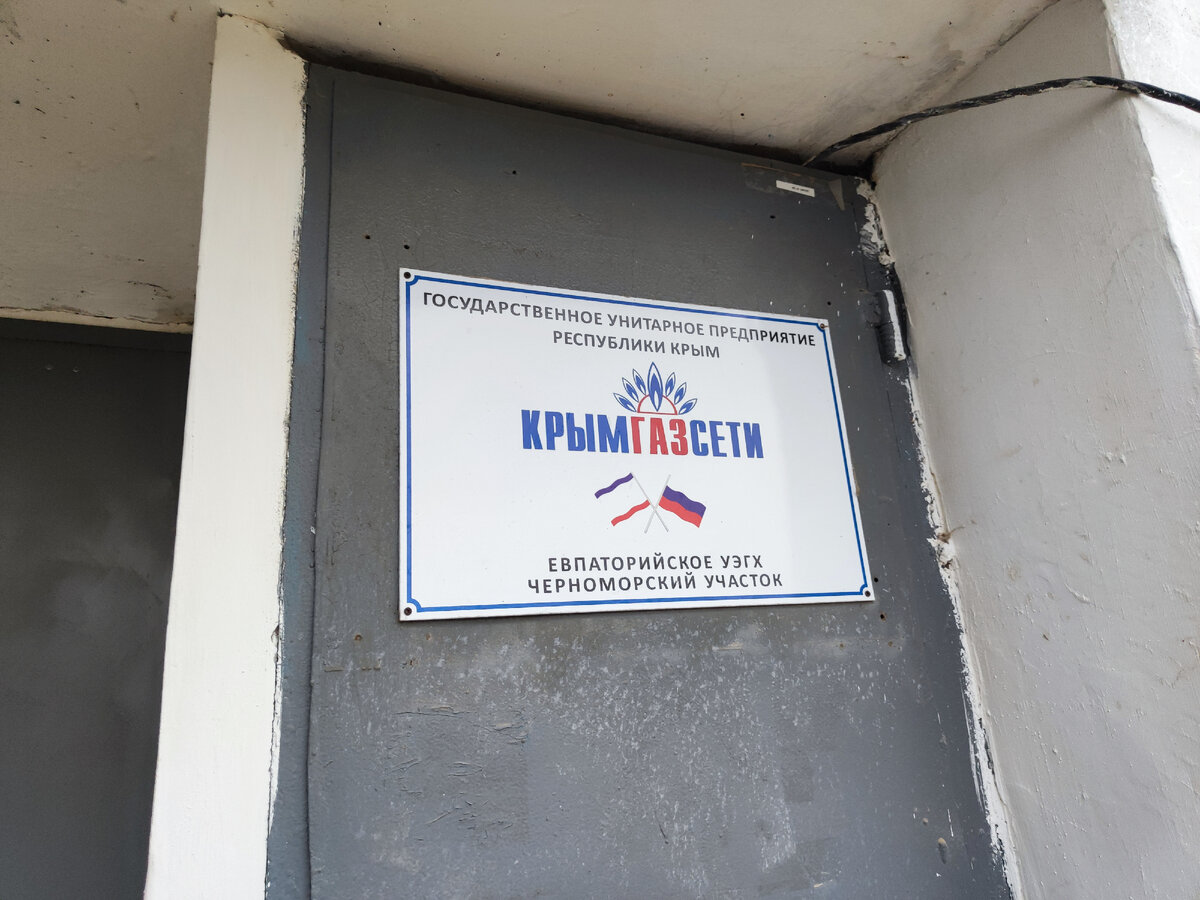 ГОСУДАРСТВЕННОЕ УНИТАРНОЕ ПРЕДПРИЯТИЕ
РЕСПУБЛИКИ КРЫМ
КРЫМГАЗСЕТИ
ЕВПАТОРИЙСКОЕ УЭГХ
ЧЕРНОМОРСКИЙ УЧАСТОК